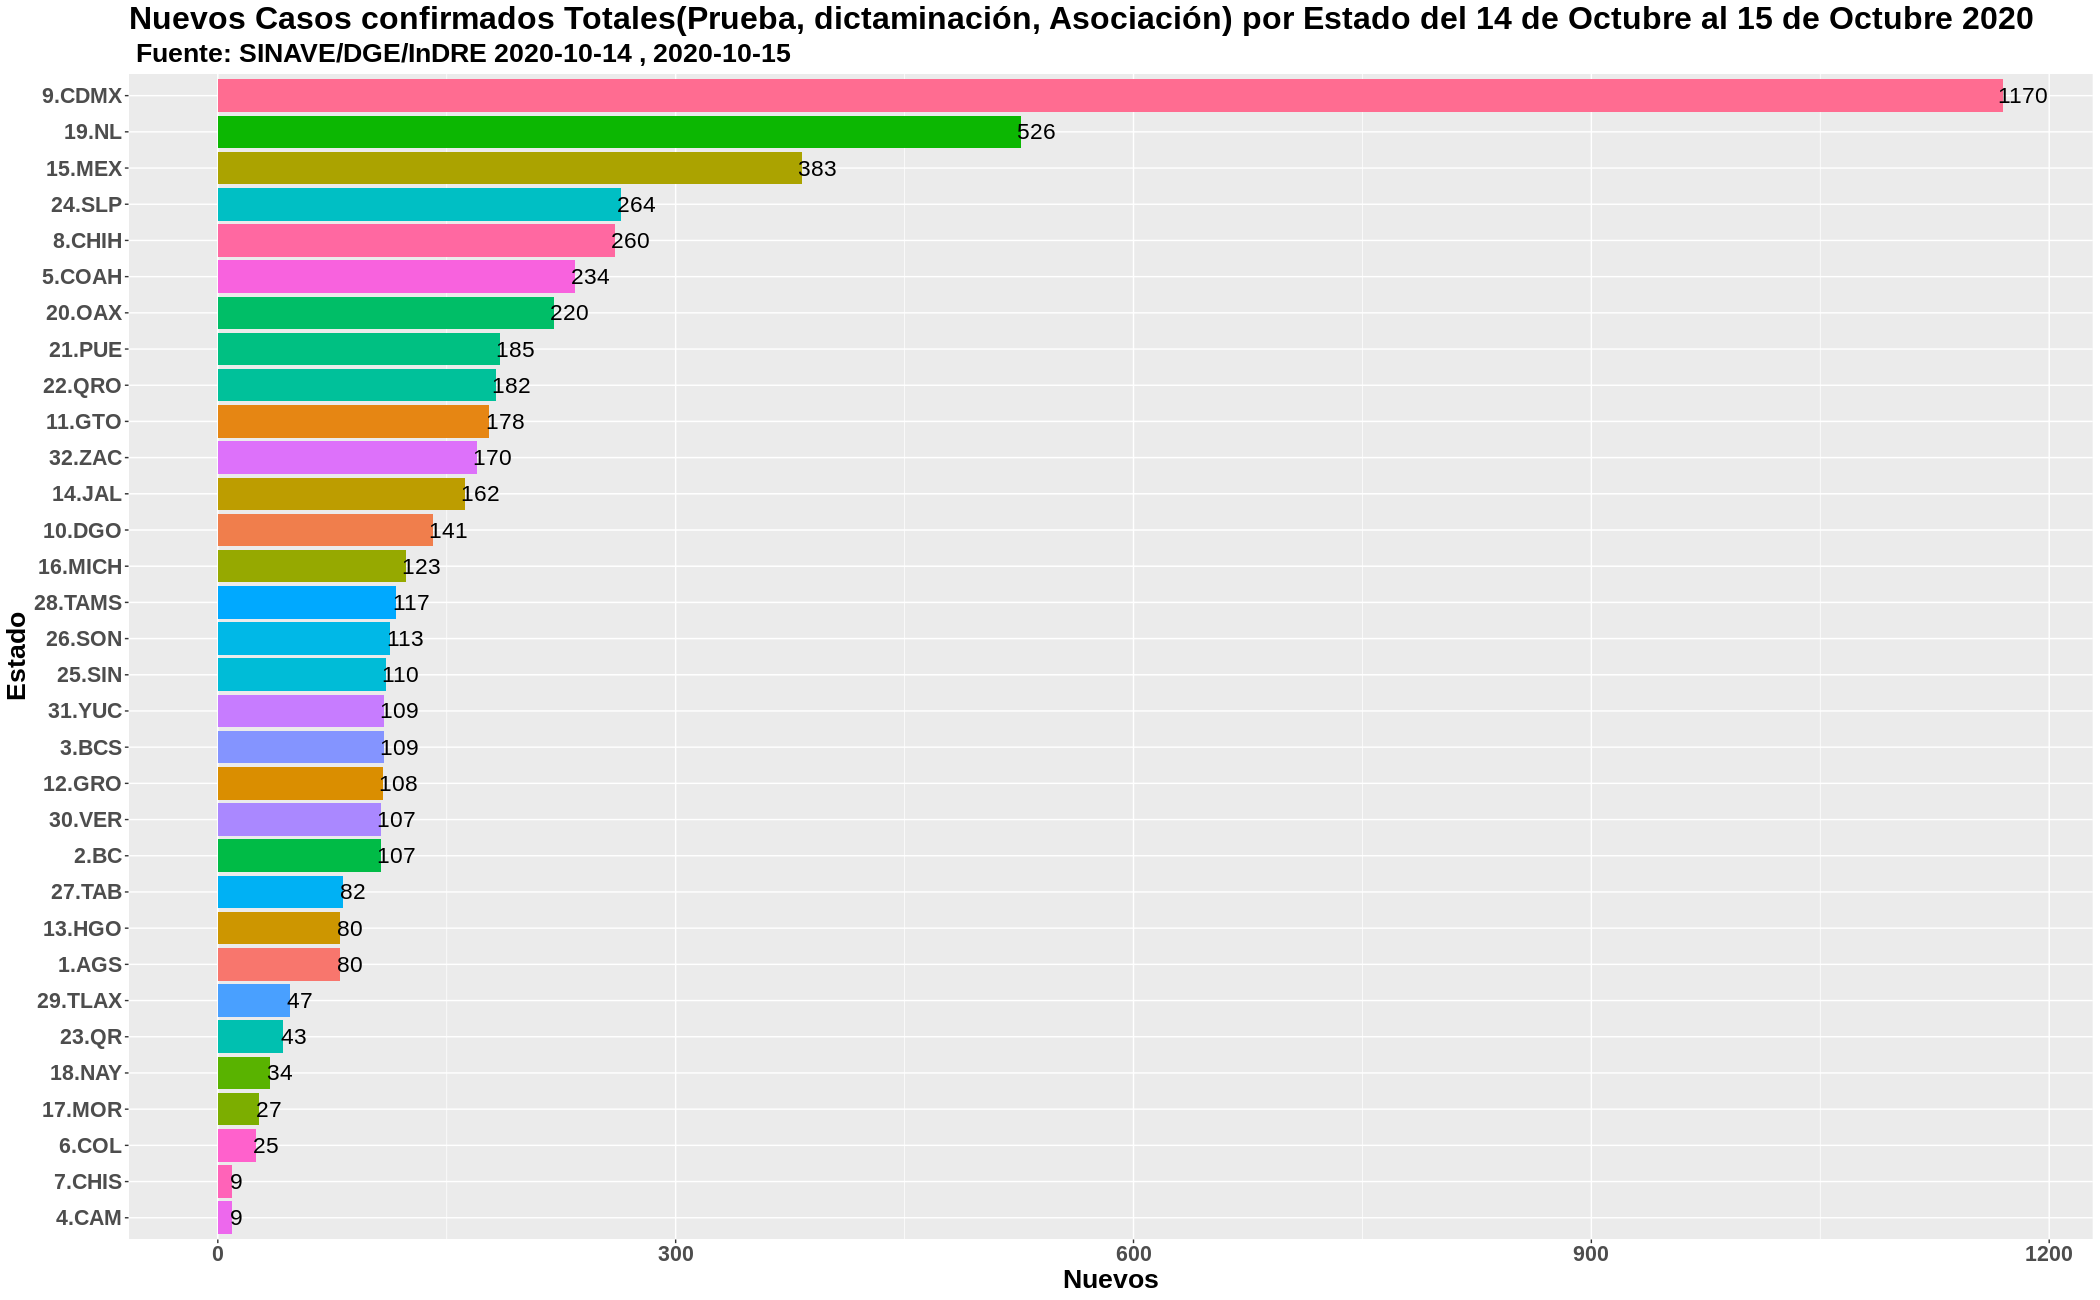 Nuevos Casos confirmados Totales(Prueba, dictaminación, Asociación) por Estado del 14 de Octubre al 15 de Octubre 2020
Fuente: SINAVE/DGE/InDRE 2020-10-14 , 2020-10-15
9.CDMX 1170
19.NL 526
15.MEX 383
24.SLP 264
8.CHIH 260
5.COAH 234
20.OAX 220
21.PUE 185
22.QRO 182
11.GTO 178
32.ZAC 170
14.JAL 162
10.DGO 141
16.MICH 123
28.TAMS 117
26.SON 113
25.SIN 110
31.YUC 109
3.BCS 109
12.GRO 108
30.VER 107
2.BC 107
27.TAB 82
13.HGO 80
1.AGS 80
29.TLAX 47
23.QR 43
18.NAY 34
17.MOR 27
6.COL 25
7.CHIS 9
4.CAM 9
Estado
0 300 600 900 1200
Nuevos